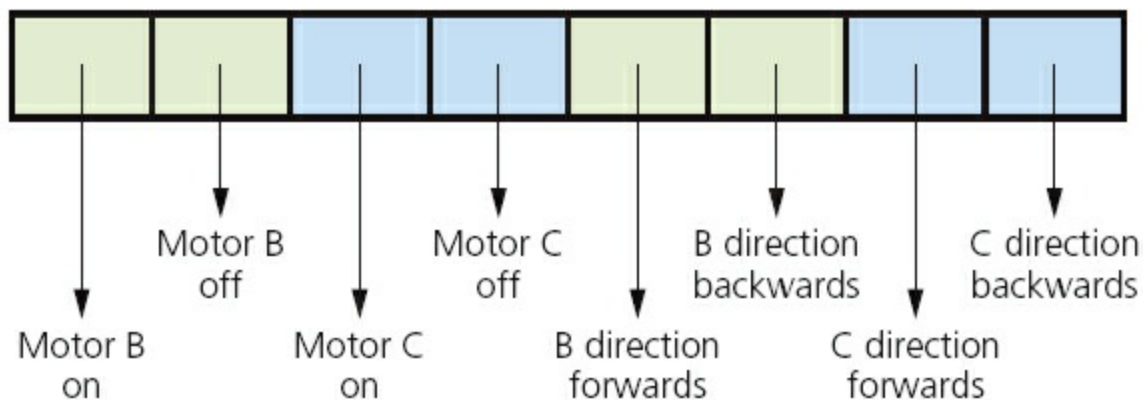 Motor B
off
Motor C
off
B direction
backwards
C direction
backwards
Motor B
on
Motor C
on
B direction
forwards
C direction
forwards